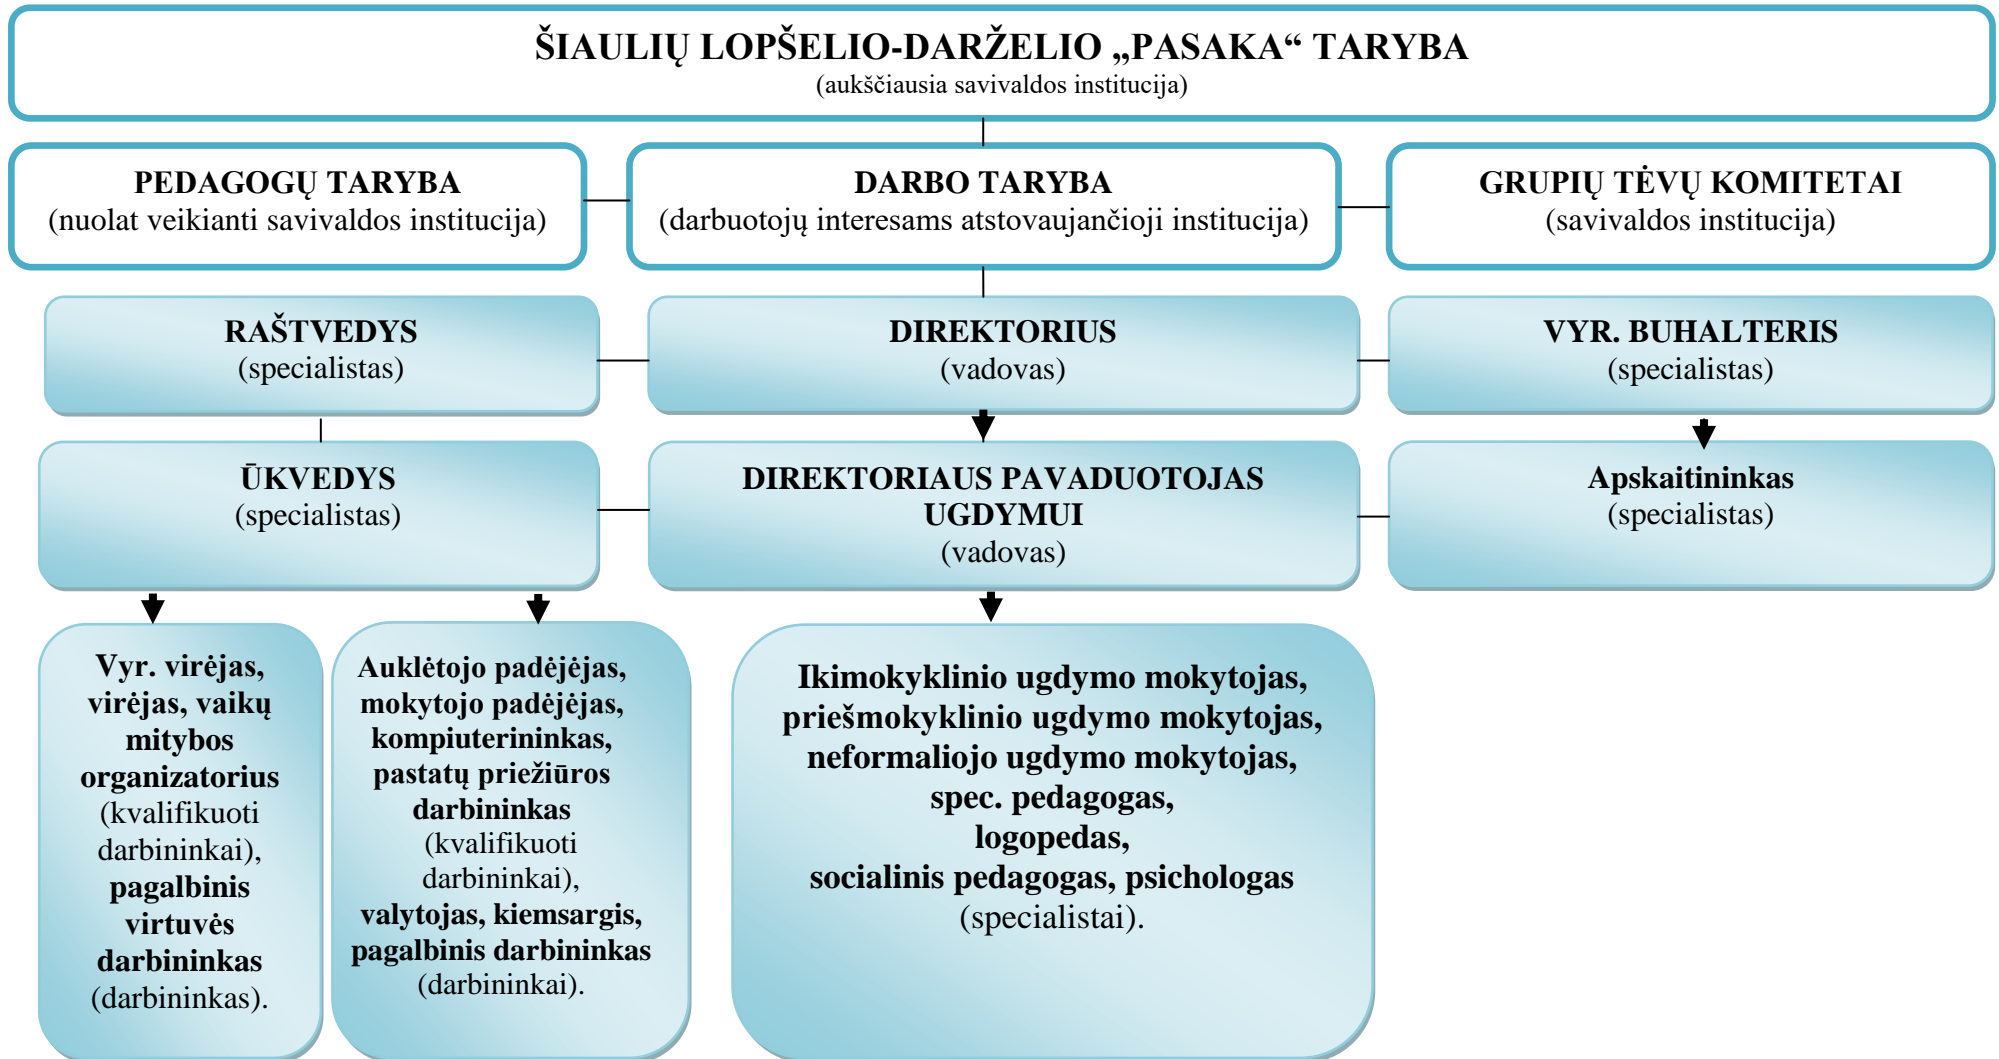 ŠIAULIŲ LOPŠELIO-DARŽELIO „PASAKA“ TARYBA
(aukščiausia savivaldos institucija)
PEDAGOGŲ TARYBA
(nuolat veikianti savivaldos institucija)
DARBO TARYBA
(darbuotojų interesams atstovaujančioji institucija)
GRUPIŲ TĖVŲ KOMITETAI
(savivaldos institucija)
RAŠTVEDYS
(specialistas)
DIREKTORIUS
(vadovas)
VYR. BUHALTERIS
(specialistas)
ŪKVEDYS
(specialistas)
DIREKTORIAUS PAVADUOTOJAS
UGDYMUI
(vadovas)
Apskaitininkas
(specialistas)
Vyr. virėjas,
virėjas, vaikų
mitybos
organizatorius
(kvalifikuoti
darbininkai),
pagalbinis
virtuvės
darbininkas
(darbininkas).
Auklėtojo padėjėjas,
mokytojo padėjėjas,
kompiuterininkas,
pastatų priežiūros
darbininkas
(kvalifikuoti
darbininkai),
valytojas, kiemsargis,
pagalbinis darbininkas
(darbininkai).
Ikimokyklinio ugdymo mokytojas,
priešmokyklinio ugdymo mokytojas,
neformaliojo ugdymo mokytojas,
spec. pedagogas,
logopedas,
socialinis pedagogas, psichologas
(specialistai).